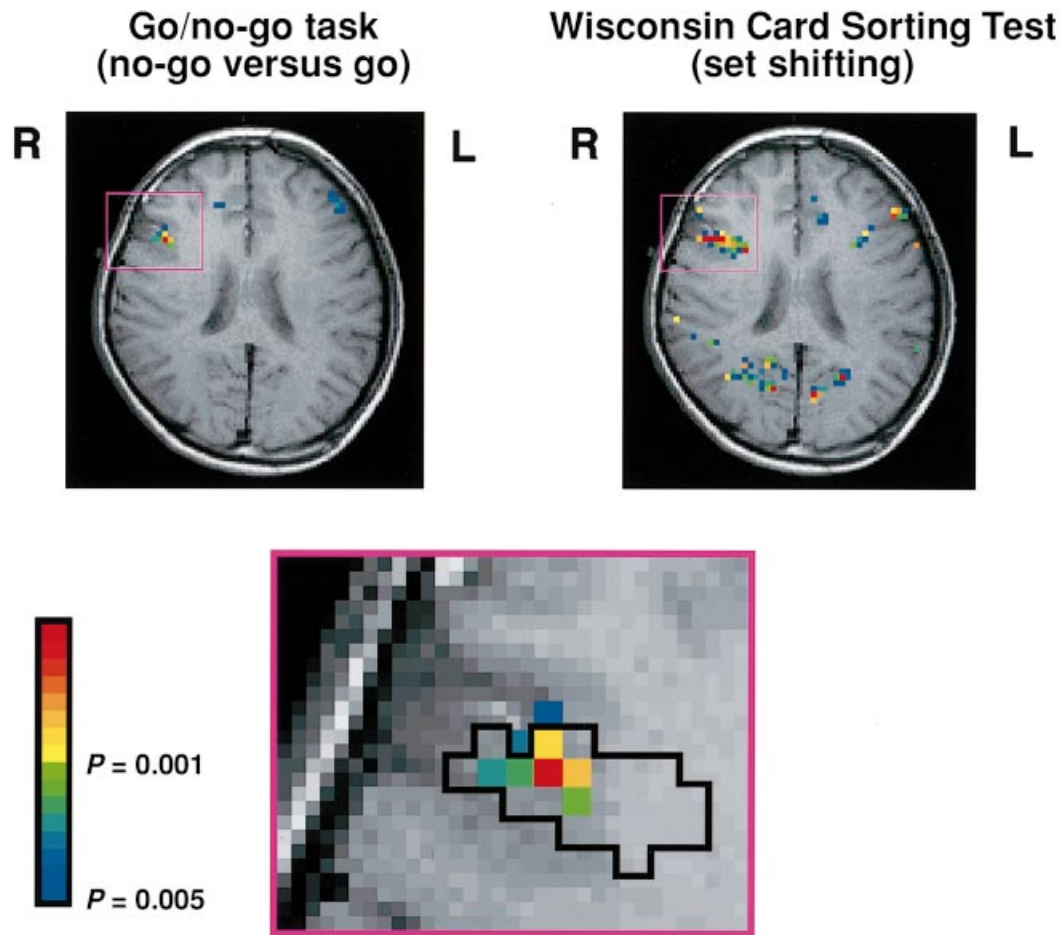 Go/no-go task
(no-go versus go)
Wisconsin Card Sorting Test
(set shifting)
R
L
R
L
P = 0.001
P = 0.005